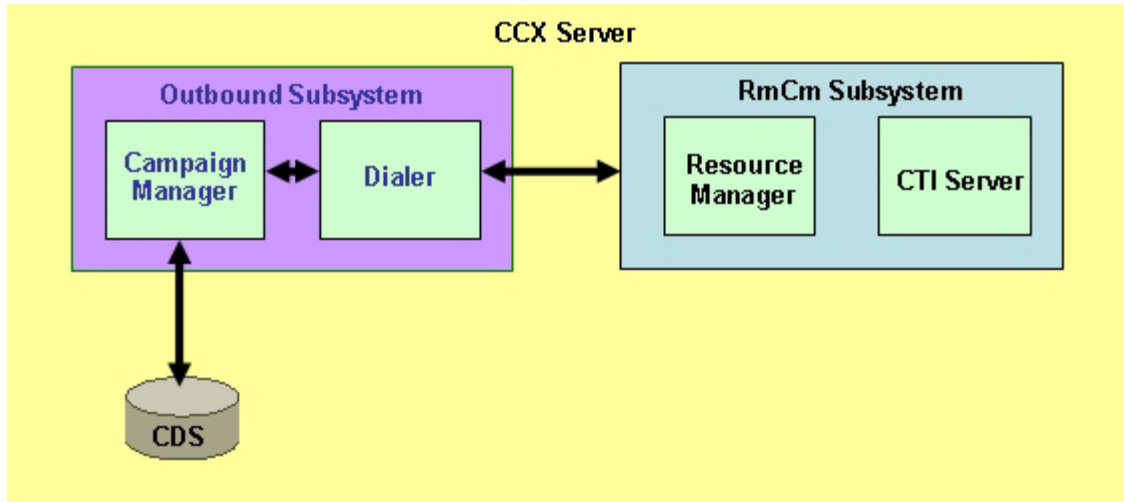 CCX Server
Outbound Subsystem
Campaign
Manager
Dialer
RmCm Subsystem
Resource
Manager
CTI Server
CDS